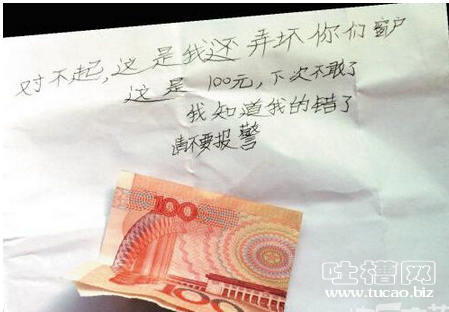 对不起,这是我还弄坏你们窗户
这是 100元,下次不敢了
我知道我的错了
请不要报警
100
100
吐槽网
www.tucao.biz